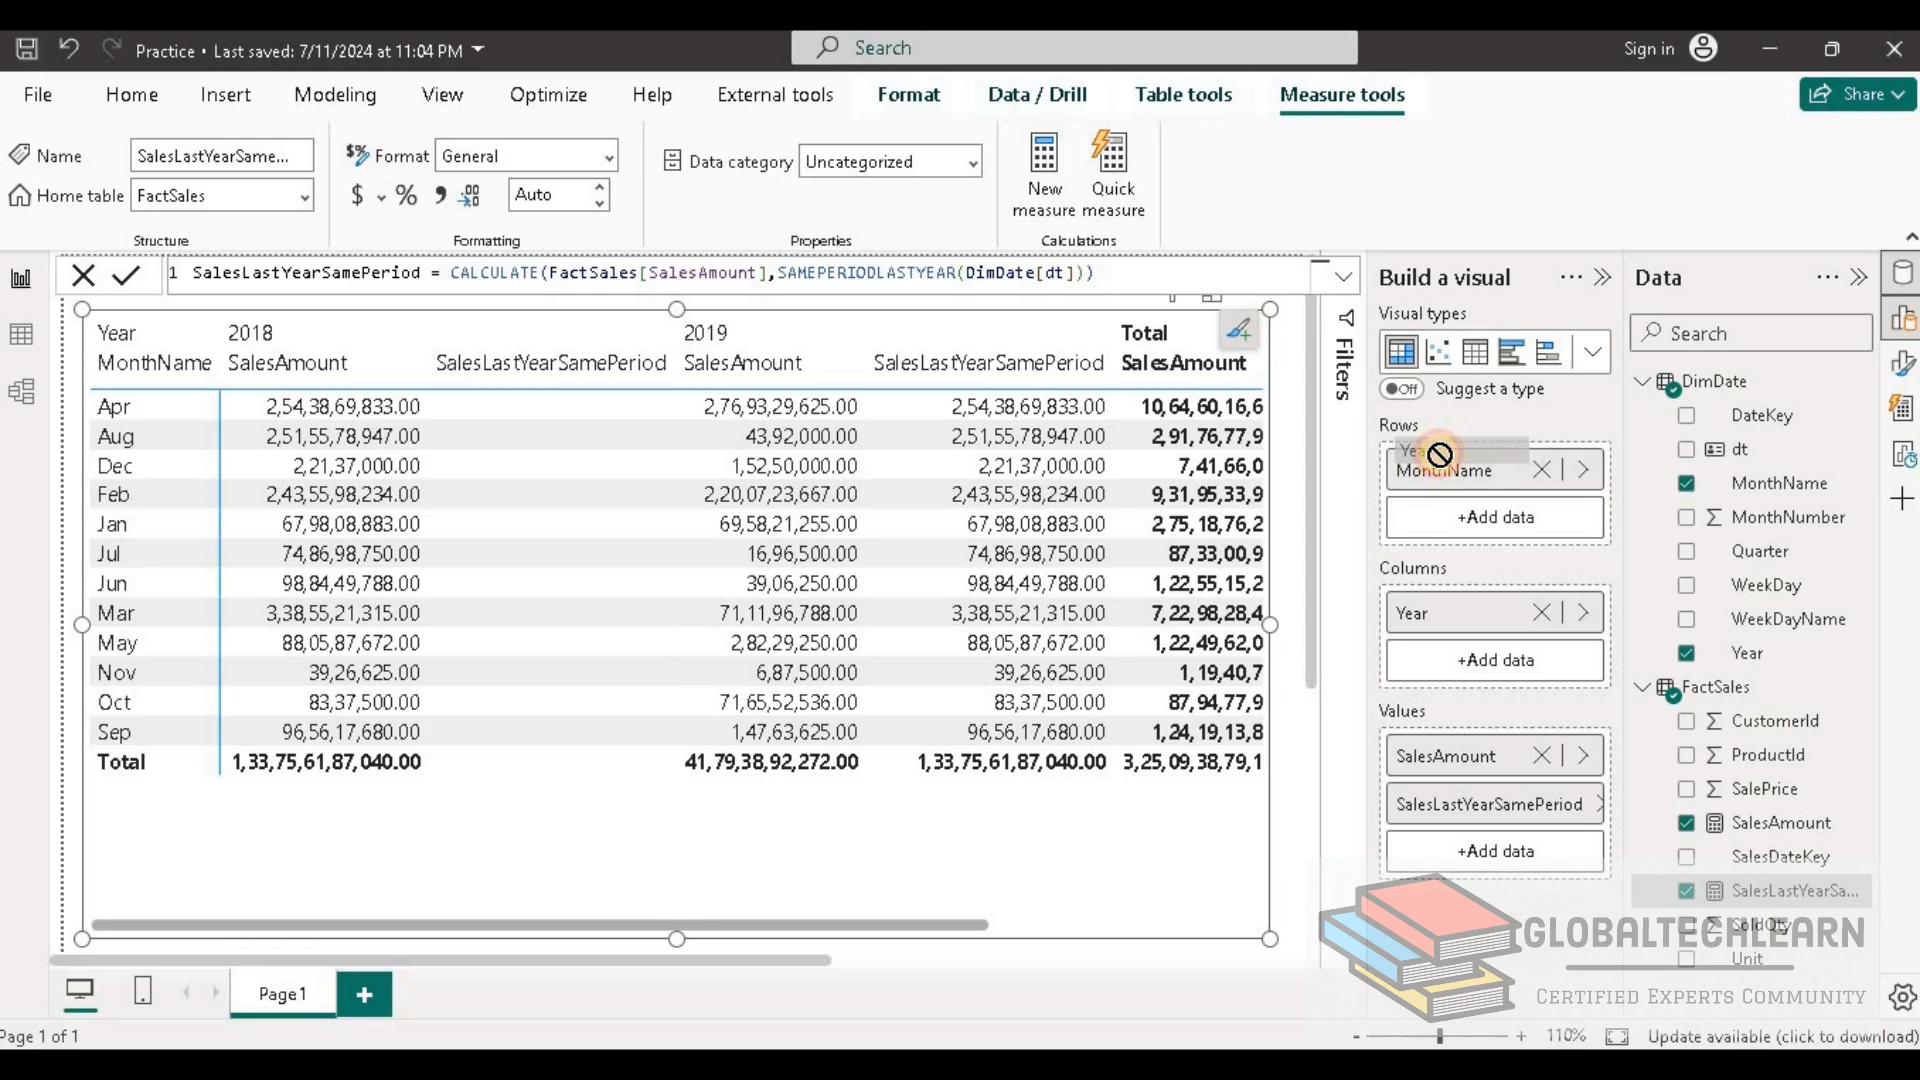 Practice • Last saved: 7/11/2024 at 11:04 PM
Search
Sign in
File Home Insert Modeling View Optimize Help External tools Format Data / Drill Table tools Measure tools
Share
Name SalesLastYearSame...
Format General
Data category Uncategorized
Home table FactSales
$ % Auto
New measure
Quick measure
Structure
Formatting
Properties
Calculations
1 SalesLastYearSamePeriod = CALCULATE(FactSales[SalesAmount],SAMEPERIODLASTYEAR(DimDate[dt]))
Year 2018 2019 Total
MonthName SalesAmount SalesLastYearSamePeriod SalesAmount SalesLastYearSamePeriod SalesAmount
Apr 2,54,38,69,833.00 2,76,93,29,625.00 2,54,38,69,833.00 10,64,60,16,6
Aug 2,51,55,78,947.00 43,92,000.00 2,51,55,78,947.00 2,91,76,77,9
Dec 2,21,37,000.00 1,52,50,000.00 2,21,37,000.00 7,41,66,0
Feb 2,43,55,98,234.00 2,20,07,23,667.00 2,43,55,98,234.00 9,31,95,33,9
Jan 67,98,08,883.00 69,58,21,255.00 67,98,08,883.00 2,75,18,76,2
Jul 74,86,98,750.00 16,96,500.00 74,86,98,750.00 87,33,00,9
Jun 98,84,49,788.00 39,06,250.00 98,84,49,788.00 1,22,55,15,2
Mar 3,38,55,21,315.00 71,11,96,788.00 3,38,55,21,315.00 7,22,98,28,4
May 88,05,87,672.00 2,82,29,250.00 88,05,87,672.00 1,22,49,62,0
Nov 39,26,625.00 6,87,500.00 39,26,625.00 1,19,40,7
Oct 83,37,500.00 71,65,52,536.00 83,37,500.00 87,94,77,9
Sep 96,56,17,680.00 1,47,63,625.00 96,56,17,680.00 1,24,19,13,8
Total 1,33,75,61,87,040.00 41,79,38,92,272.00 1,33,75,61,87,040.00 3,25,09,38,79,1
Filters
Build a visual
Visual types
Off Suggest a type
Rows
MonthName
+Add data
Columns
Year
+Add data
Values
SalesAmount
SalesLastYearSamePeriod
+Add data
Data
Search
DimDate
DateKey
dt
MonthName
MonthNumber
Quarter
WeekDay
WeekDayName
Year
FactSales
CustomerId
ProductId
SalePrice
SalesAmount
SalesDateKey
SalesLastYearSa...
SoldQty
Unit
GLOBALTECHLEARN
CERTIFIED EXPERTS COMMUNITY
Page 1
Page 1 of 1
- + 110% Update available (click to download)